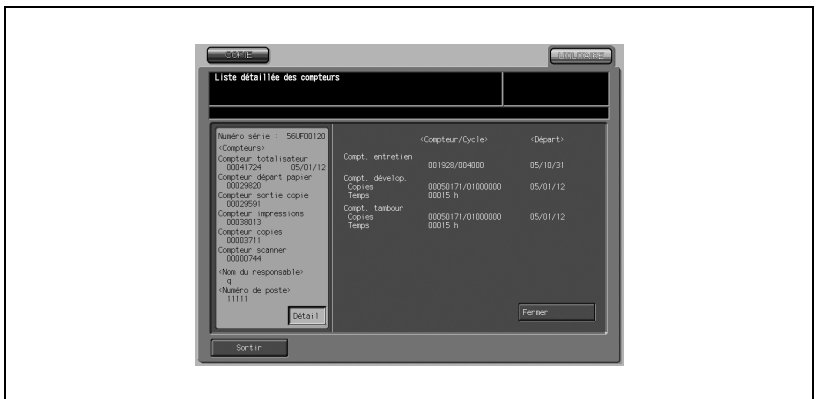 COPIE
Liste détaillée des compteurs
Numéro série : 56UF00120
<Compteurs>
Compteur totalisateur
00041724 05/01/12
Compteur départ papier
00029820
Compteur sortie copie
00029591
Compteur impressions
00038013
Compteur copies
00003711
Compteur scanner
00000744
<Nom du responsable>
q
<Numéro de poste>
11111
Détail
<Compteur/Cycle> <Départ>
Compt. entretien
001928/004000 05/10/31
Compt. dévelop.
Copies 00050171/01000000 05/01/12
Temps 00015 h
Compt. tambour
Copies 00050171/01000000 05/01/12
Temps 00015 h
Fermer
Sortir